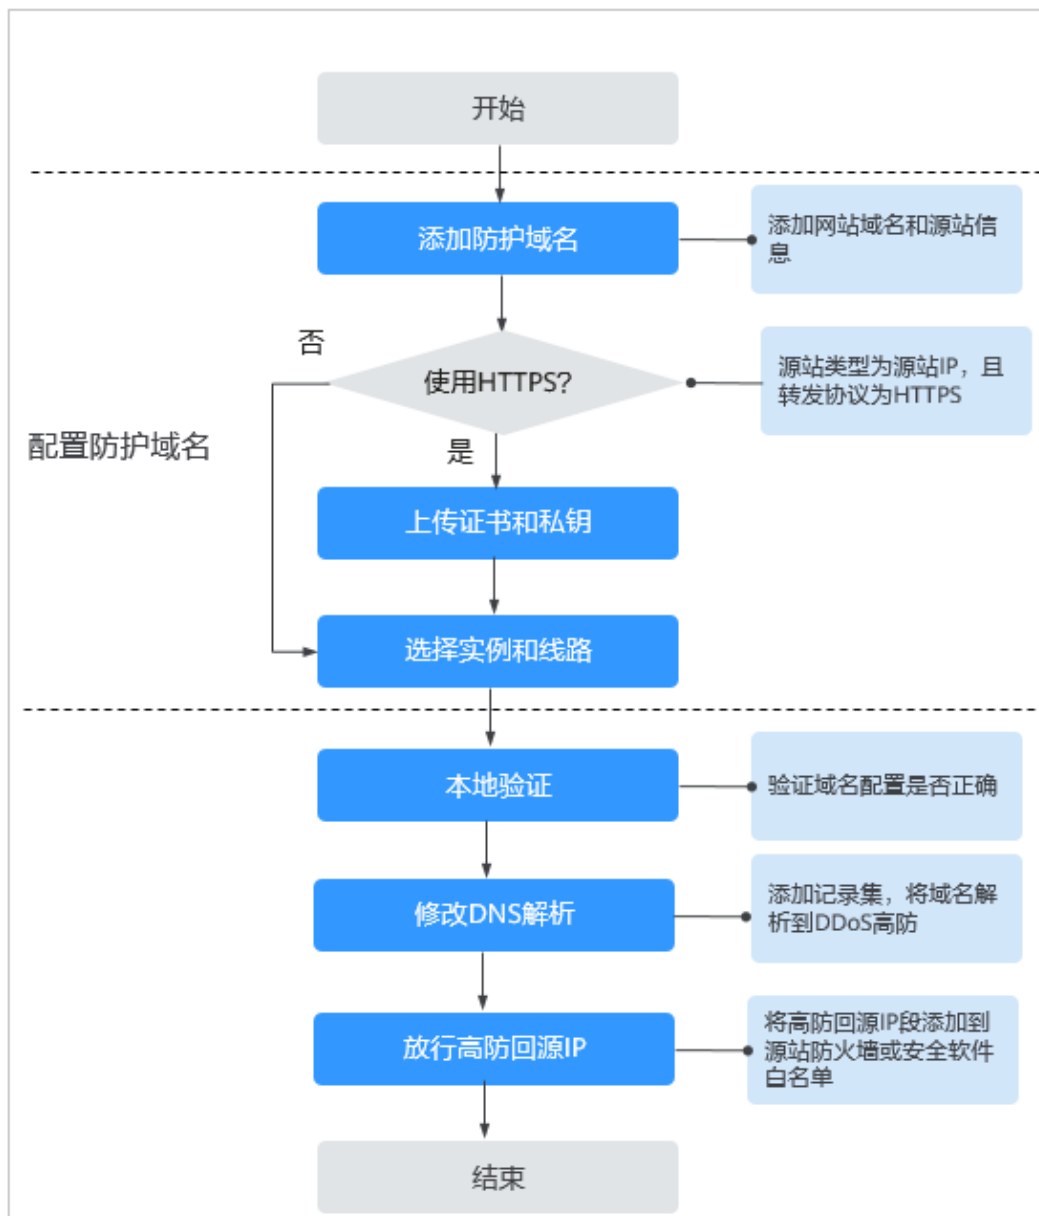 开始
添加防护域名
添加网站域名和源站信
息
否
使用HTTPS?
源站类型为源站IP，且
转发协议为HTTPS
配置防护域名
是
上传证书和私钥
选择实例和线路
本地验证
验证域名配置是否正确
修改DNS解析
添加记录集，将域名解
析到DDoS高防
放行高防回源IP
将高防回源IP段添加到
源站防火墙或安全软件
白名单
结束